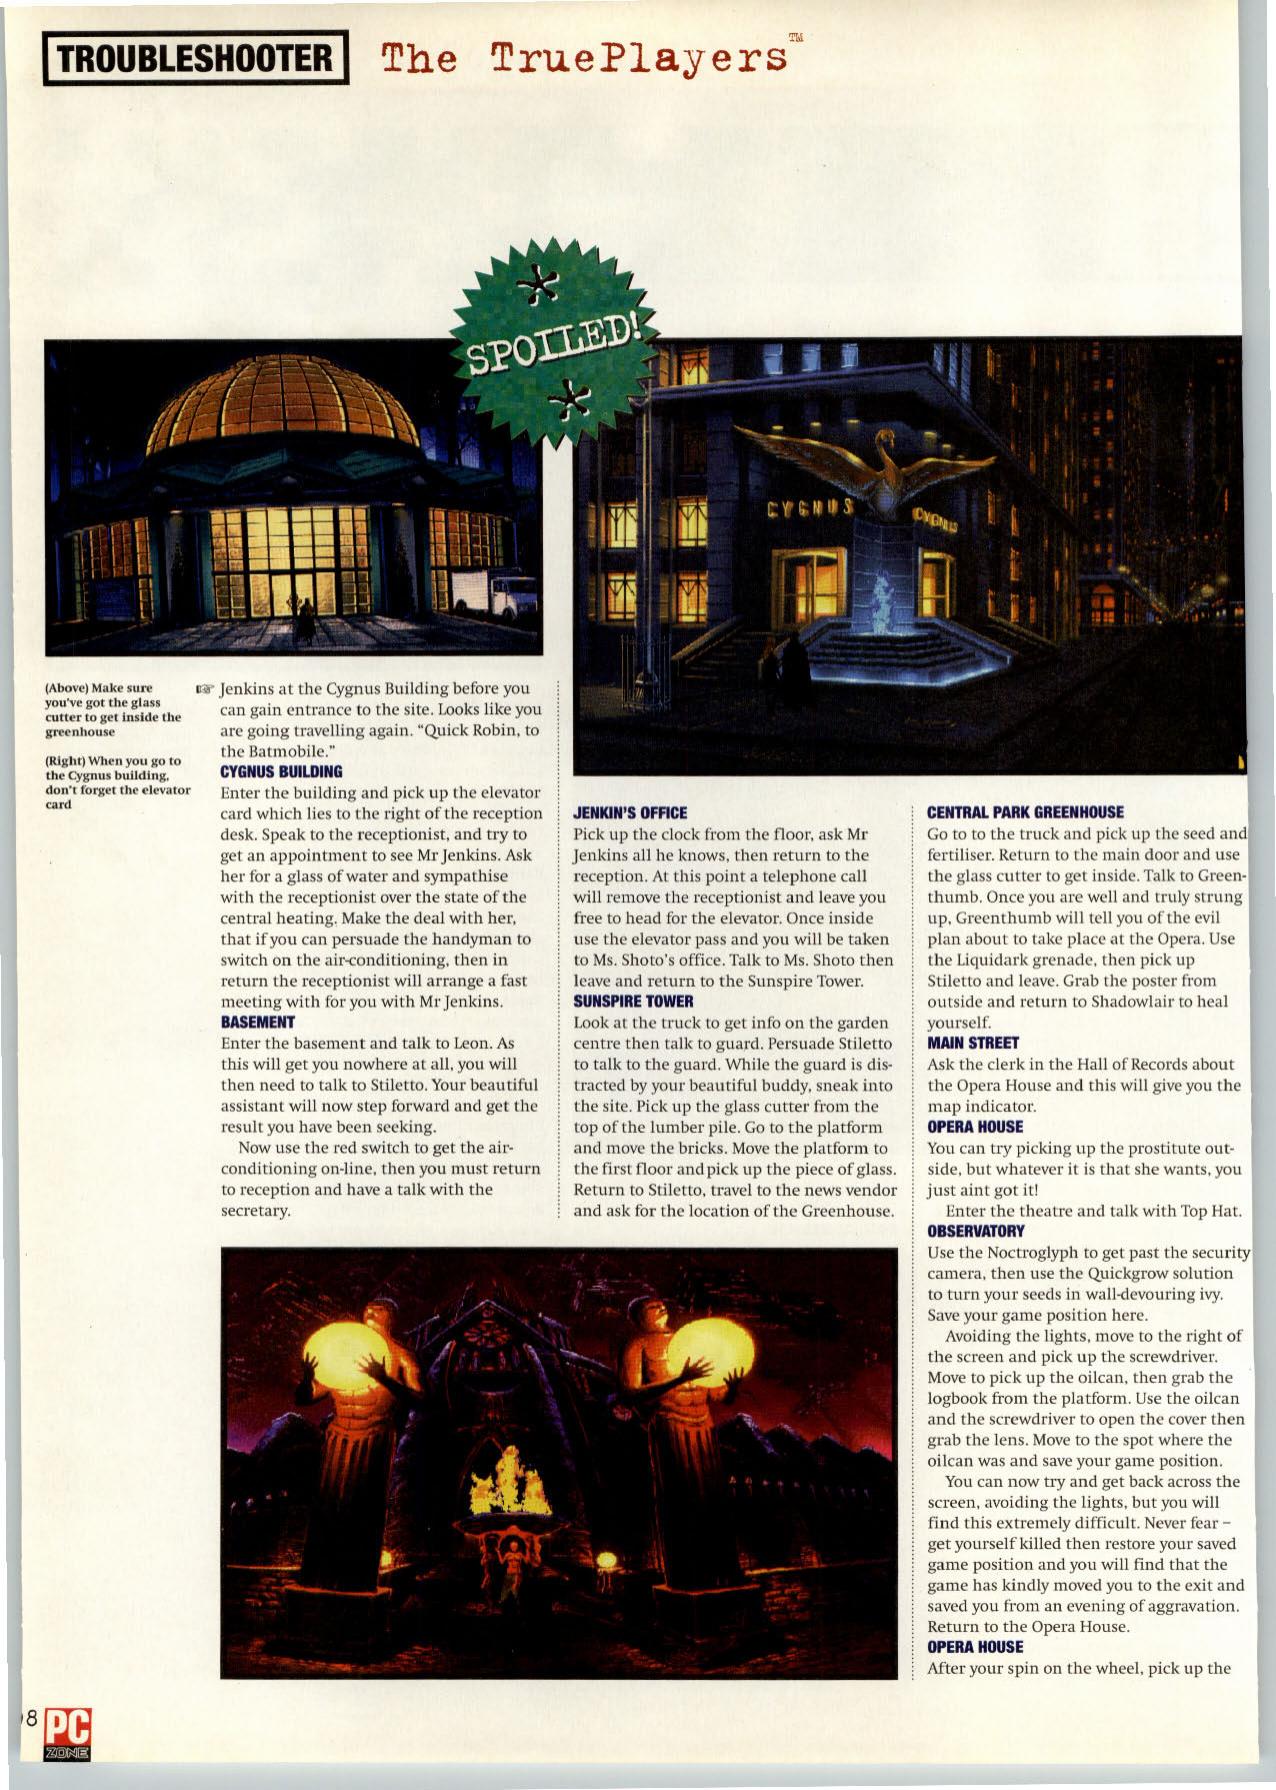 TROUBLESHOOTER
The TruePlayers™
SPOILED!
CYGNUS
CYGNUS
(Above) Make sure
you've got the glass
cutter to get inside the
greenhouse
(Right) When you go to
the Cygnus building,
don't forget the elevator
card
☞ Jenkins at the Cygnus Building before you
can gain entrance to the site. Looks like you
are going travelling again. “Quick Robin, to
the Batmobile.”
CYGNUS BUILDING
Enter the building and pick up the elevator
card which lies to the right of the reception
desk. Speak to the receptionist, and try to
get an appointment to see Mr Jenkins. Ask
her for a glass of water and sympathise
with the receptionist over the state of the
central heating. Make the deal with her,
that if you can persuade the handyman to
switch on the air-conditioning, then in
return the receptionist will arrange a fast
meeting with for you with Mr Jenkins.
BASEMENT
Enter the basement and talk to Leon. As
this will get you nowhere at all, you will
then need to talk to Stiletto. Your beautiful
assistant will now step forward and get the
result you have been seeking.
Now use the red switch to get the air-
conditioning on-line, then you must return
to reception and have a talk with the
secretary.
JENKIN'S OFFICE
Pick up the clock from the floor, ask Mr
Jenkins all he knows, then return to the
reception. At this point a telephone call
will remove the receptionist and leave you
free to head for the elevator. Once inside
use the elevator pass and you will be taken
to Ms. Shoto's office. Talk to Ms. Shoto then
leave and return to the Sunspire Tower.
SUNSPIRE TOWER
Look at the truck to get info on the garden
centre then talk to guard. Persuade Stiletto
to talk to the guard. While the guard is dis-
tracted by your beautiful buddy, sneak into
the site. Pick up the glass cutter from the
top of the lumber pile. Go to the platform
and move the bricks. Move the platform to
the first floor and pick up the piece of glass.
Return to Stiletto, travel to the news vendor
and ask for the location of the Greenhouse.
CENTRAL PARK GREENHOUSE
Go to to the truck and pick up the seed and
fertiliser. Return to the main door and use
the glass cutter to get inside. Talk to Green-
thumb. Once you are well and truly strung
up, Greenthumb will tell you of the evil
plan about to take place at the Opera. Use
the Liquidark grenade, then pick up
Stiletto and leave. Grab the poster from
outside and return to Shadowlair to heal
yourself.
MAIN STREET
Ask the clerk in the Hall of Records about
the Opera House and this will give you the
map indicator.
OPERA HOUSE
You can try picking up the prostitute out-
side, but whatever it is that she wants, you
just aint got it!
Enter the theatre and talk with Top Hat.
OBSERVATORY
Use the Noctroglyph to get past the security
camera, then use the Quickgrow solution
to turn your seeds in wall-devouring ivy.
Save your game position here.
Avoiding the lights, move to the right of
the screen and pick up the screwdriver.
Move to pick up the oilcan, then grab the
logbook from the platform. Use the oilcan
and the screwdriver to open the cover then
grab the lens. Move to the spot where the
oilcan was and save your game position.
You can now try and get back across the
screen, avoiding the lights, but you will
find this extremely difficult. Never fear –
get yourself killed then restore your saved
game position and you will find that the
game has kindly moved you to the exit and
saved you from an evening of aggravation.
Return to the Opera House.
OPERA HOUSE
After your spin on the wheel, pick up the
8
PC
ZONE